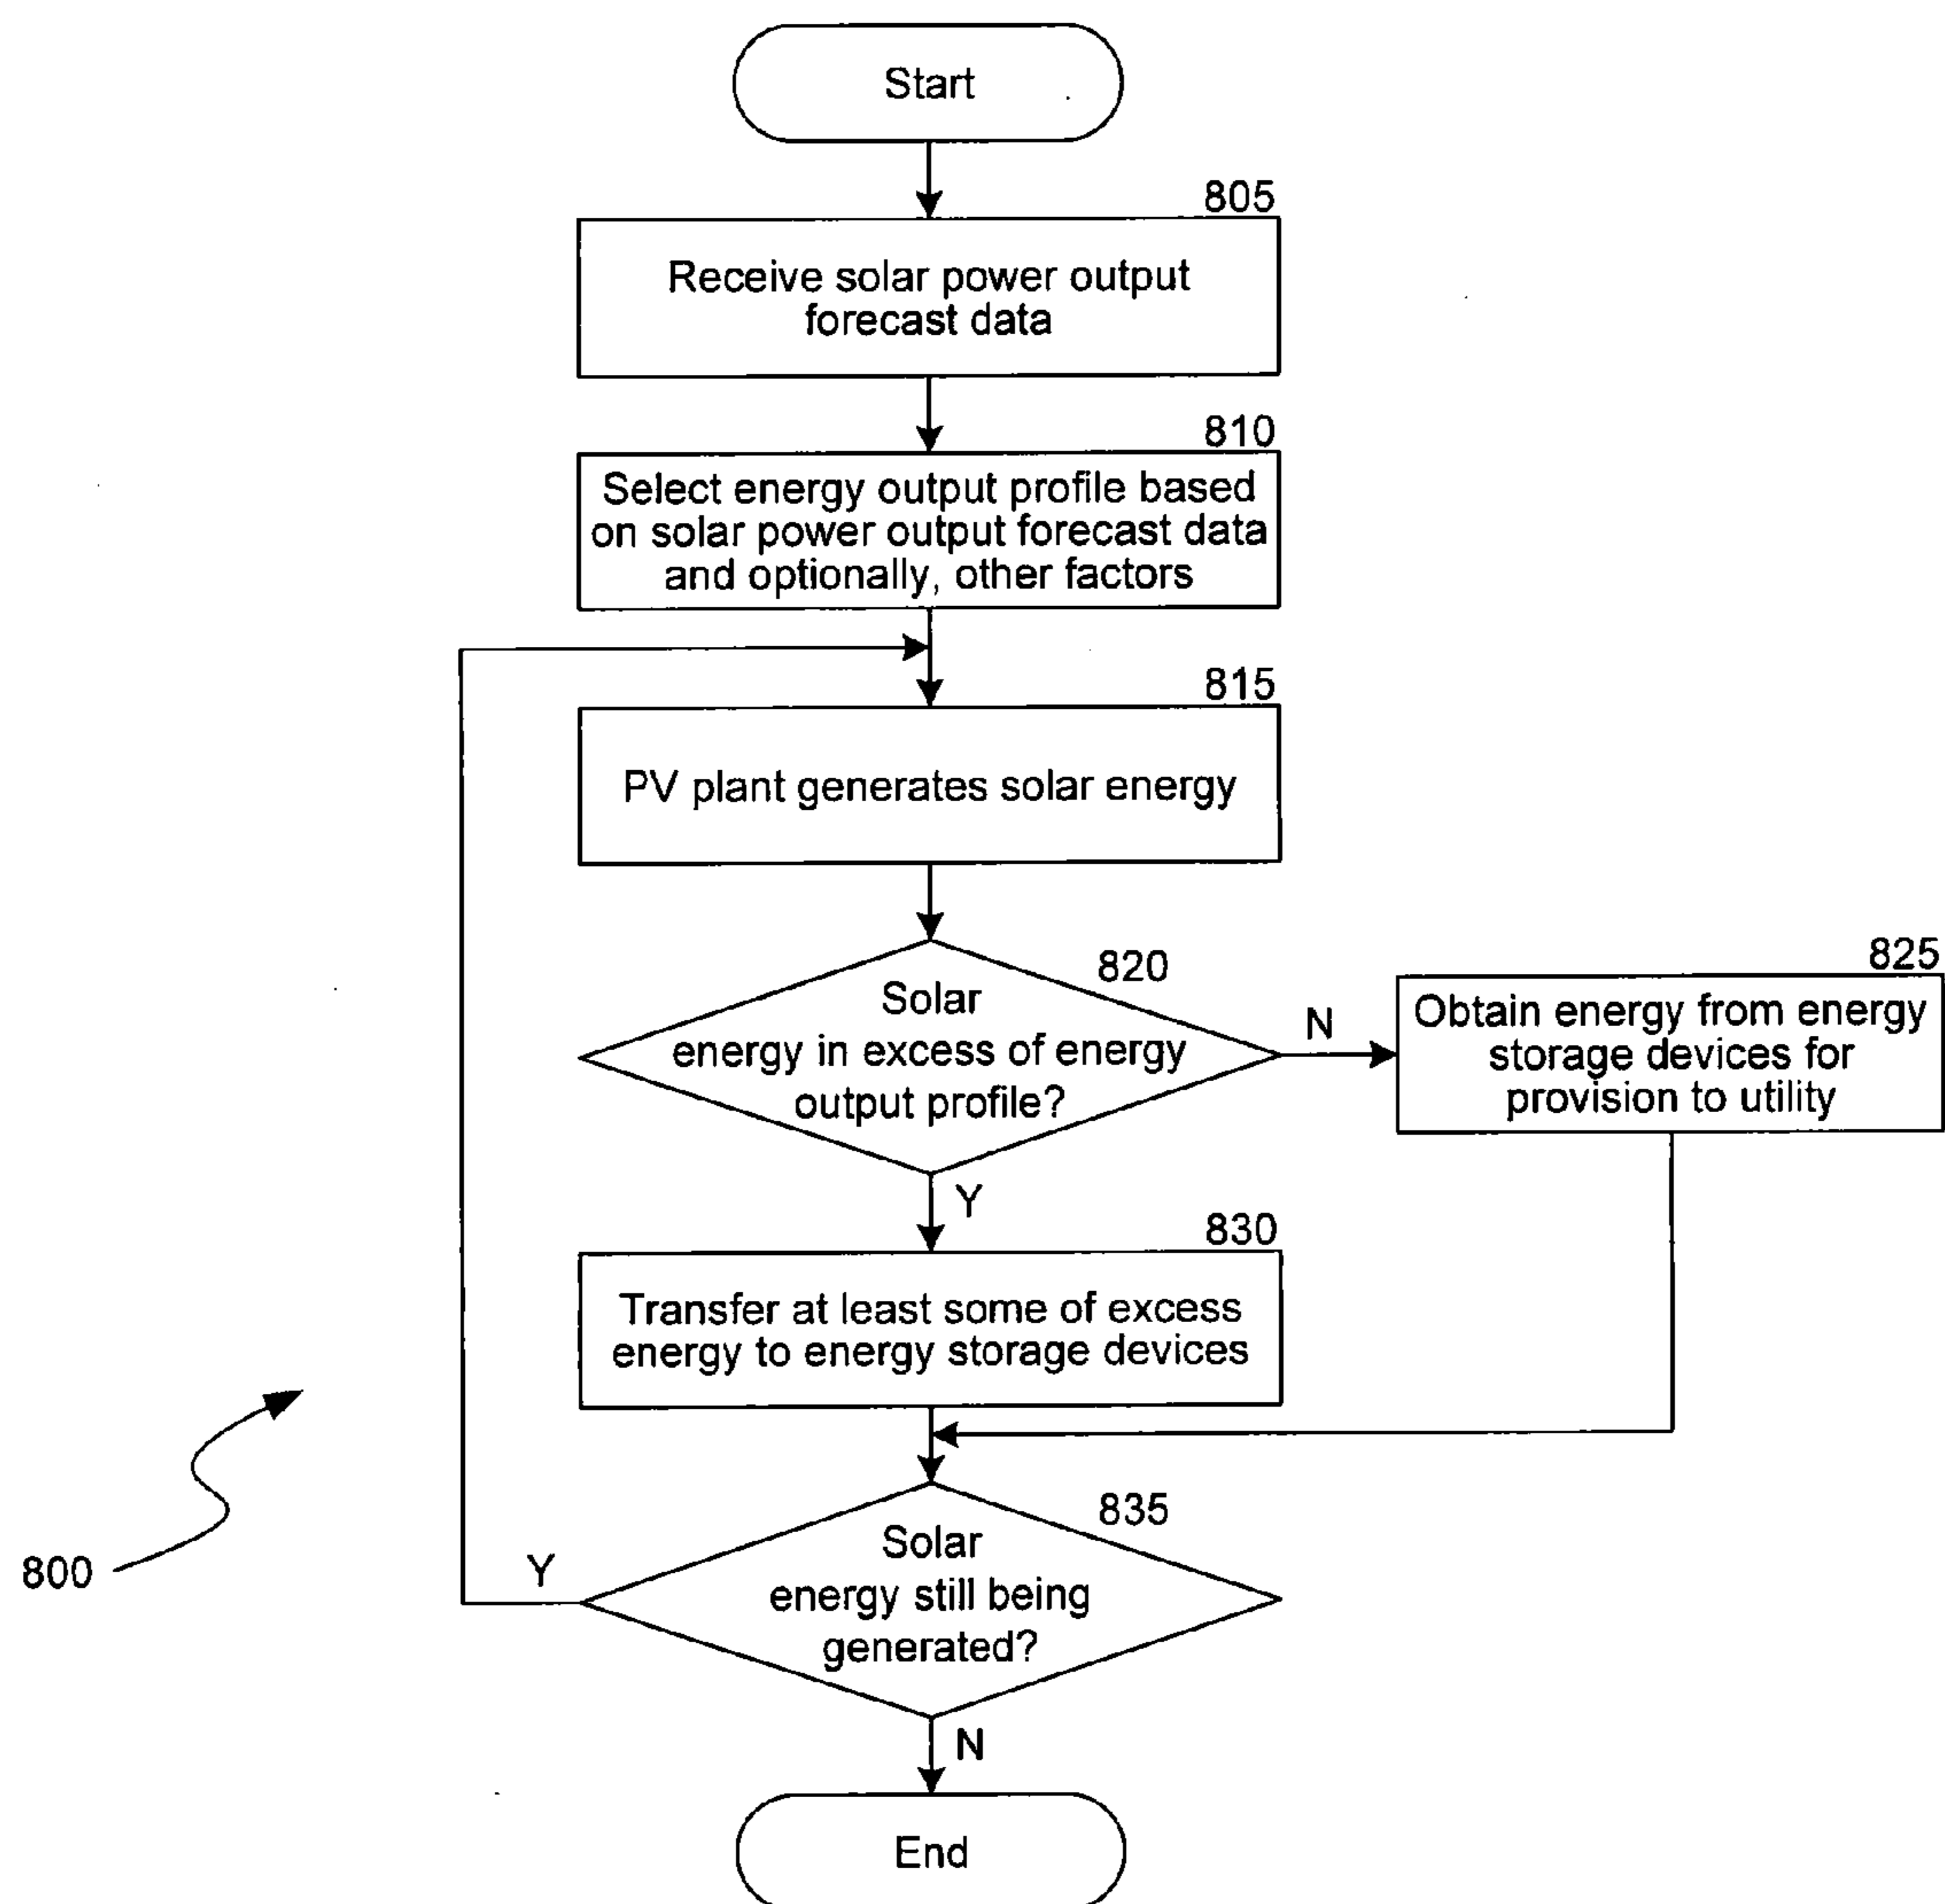 Start
805
Receive solar power output
forecast data
810
Select energy output profile based
on solar power output forecast data
and optionally, other factors
815
PV plant generates solar energy
820
Solar
energy in excess of energy
output profile?
N
825
Obtain energy from energy
storage devices for
provision to utility
Y
830
Transfer at least some of excess
energy to energy storage devices
835
Solar
energy still being
generated?
Y
800
N
End